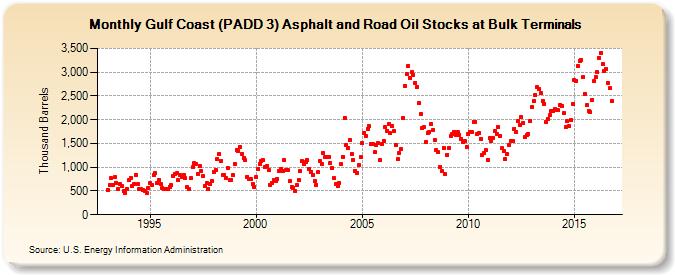 Monthly Gulf Coast (PADD 3) Asphalt and Road Oil Stocks at Bulk Terminals
Thousand Barrels
3,500
3,000
2,500
2,000
1,500
1,000
500
0
1995 2000 2005 2010 2015
Source: U.S. Energy Information Administration